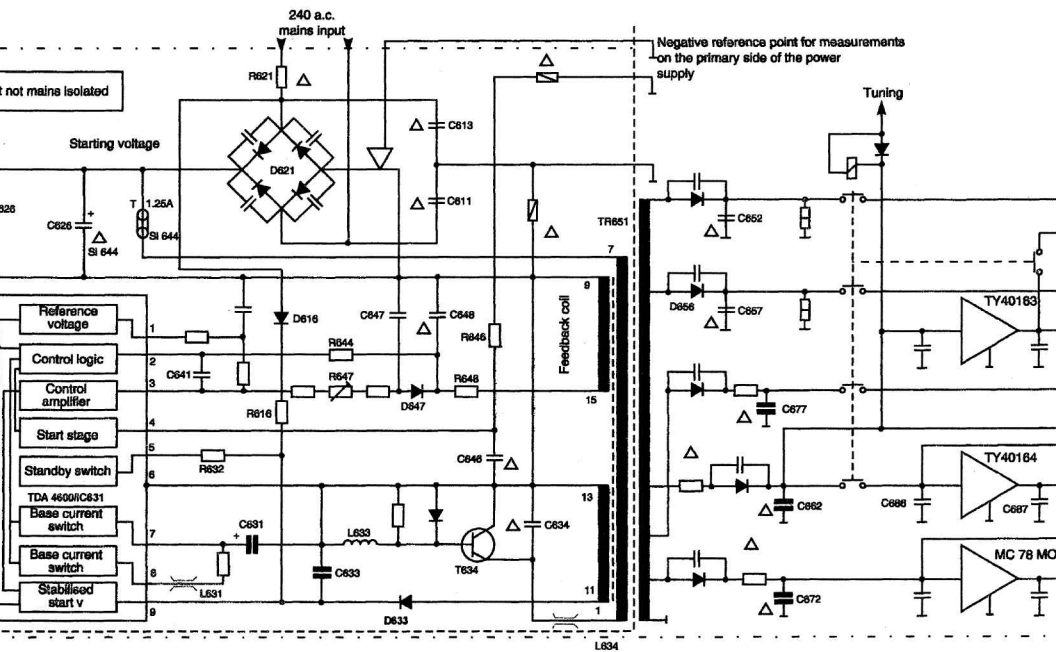 240 a.c.
mains input
Negative reference point for measurements
on the primary side of the power
supply
R621
t not mains isolated
Tuning
C613
Starting voltage
D621
T 1.25A
C611
C626
Si 644
Si 644
TR651
C652
7
9
TY40163
Reference
voltage
1
D616
C647
C648
Feedback coil
D656
C657
R646
Control logic
2
R644
C641
Control
amplifier
3
R647
D647
R648
15
C677
R616
Start stage
4
5
Standby switch
6
R632
C646
TY40164
TDA 4600/IC631
13
C662
C686
C687
Base current
switch
7
C631
L633
C634
T634
MC 78 MO
Base current
switch
8
L631
C633
11
C672
Stabilised
start v
9
D633
1
L634